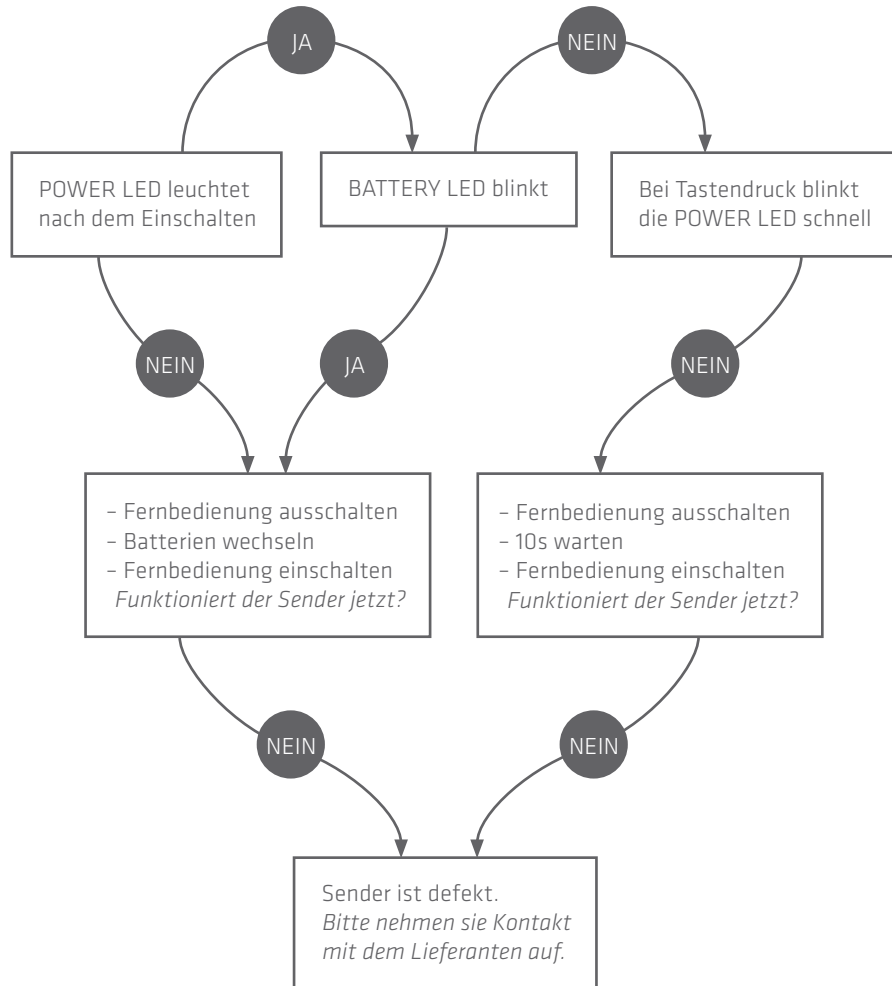 JA
NEIN
POWER LED leuchtet
nach dem Einschalten
BATTERY LED blinkt
Bei Tastendruck blinkt
die POWER LED schnell
NEIN
JA
NEIN
– Fernbedienung ausschalten
– Batterien wechseln
– Fernbedienung einschalten
Funktioniert der Sender jetzt?
– Fernbedienung ausschalten
– 10s warten
– Fernbedienung einschalten
Funktioniert der Sender jetzt?
NEIN
NEIN
Sender ist defekt.
Bitte nehmen sie Kontakt
mit dem Lieferanten auf.